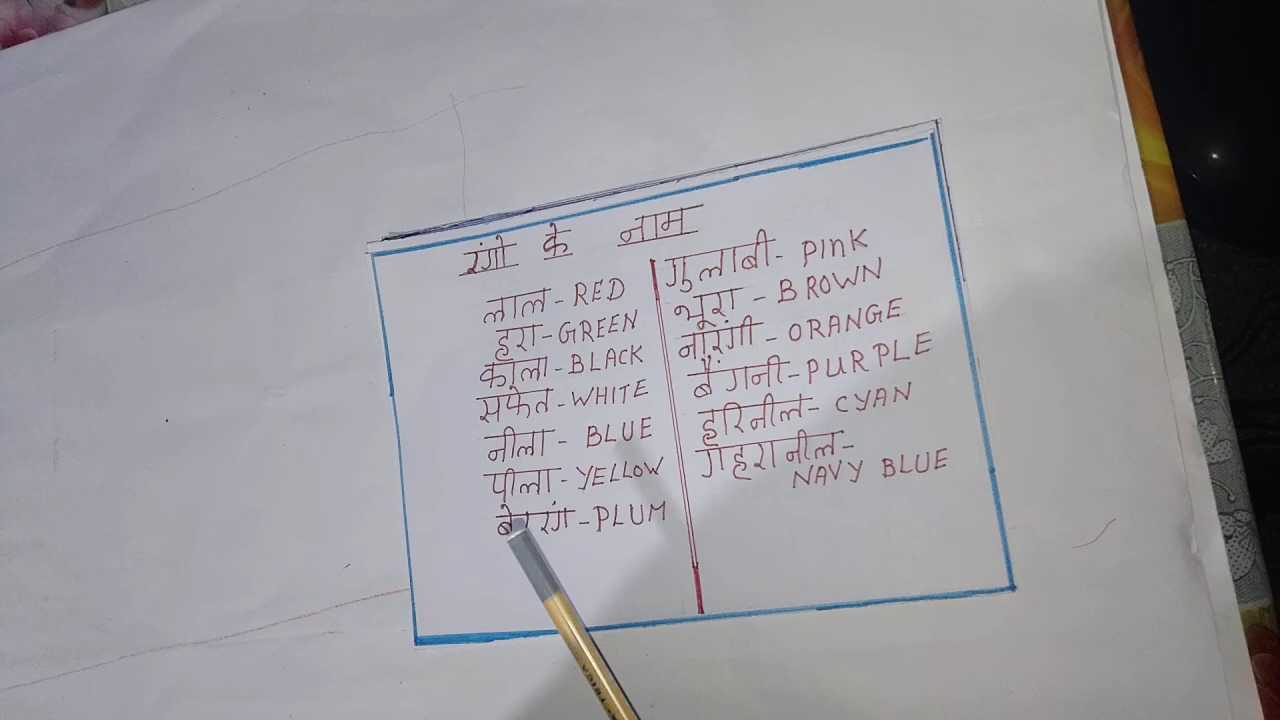 रंगो के नाम
लाल - RED
हरा - GREEN
काला - BLACK
सफेत - WHITE
नीला - BLUE
पीला - YELLOW
- PLUM
गुलाबी - PINK
भूरा - BROWN
नारंगी - ORANGE
बैंगनी - PURPLE
हरिनील - CYAN
गहरा नील -
NAVY BLUE